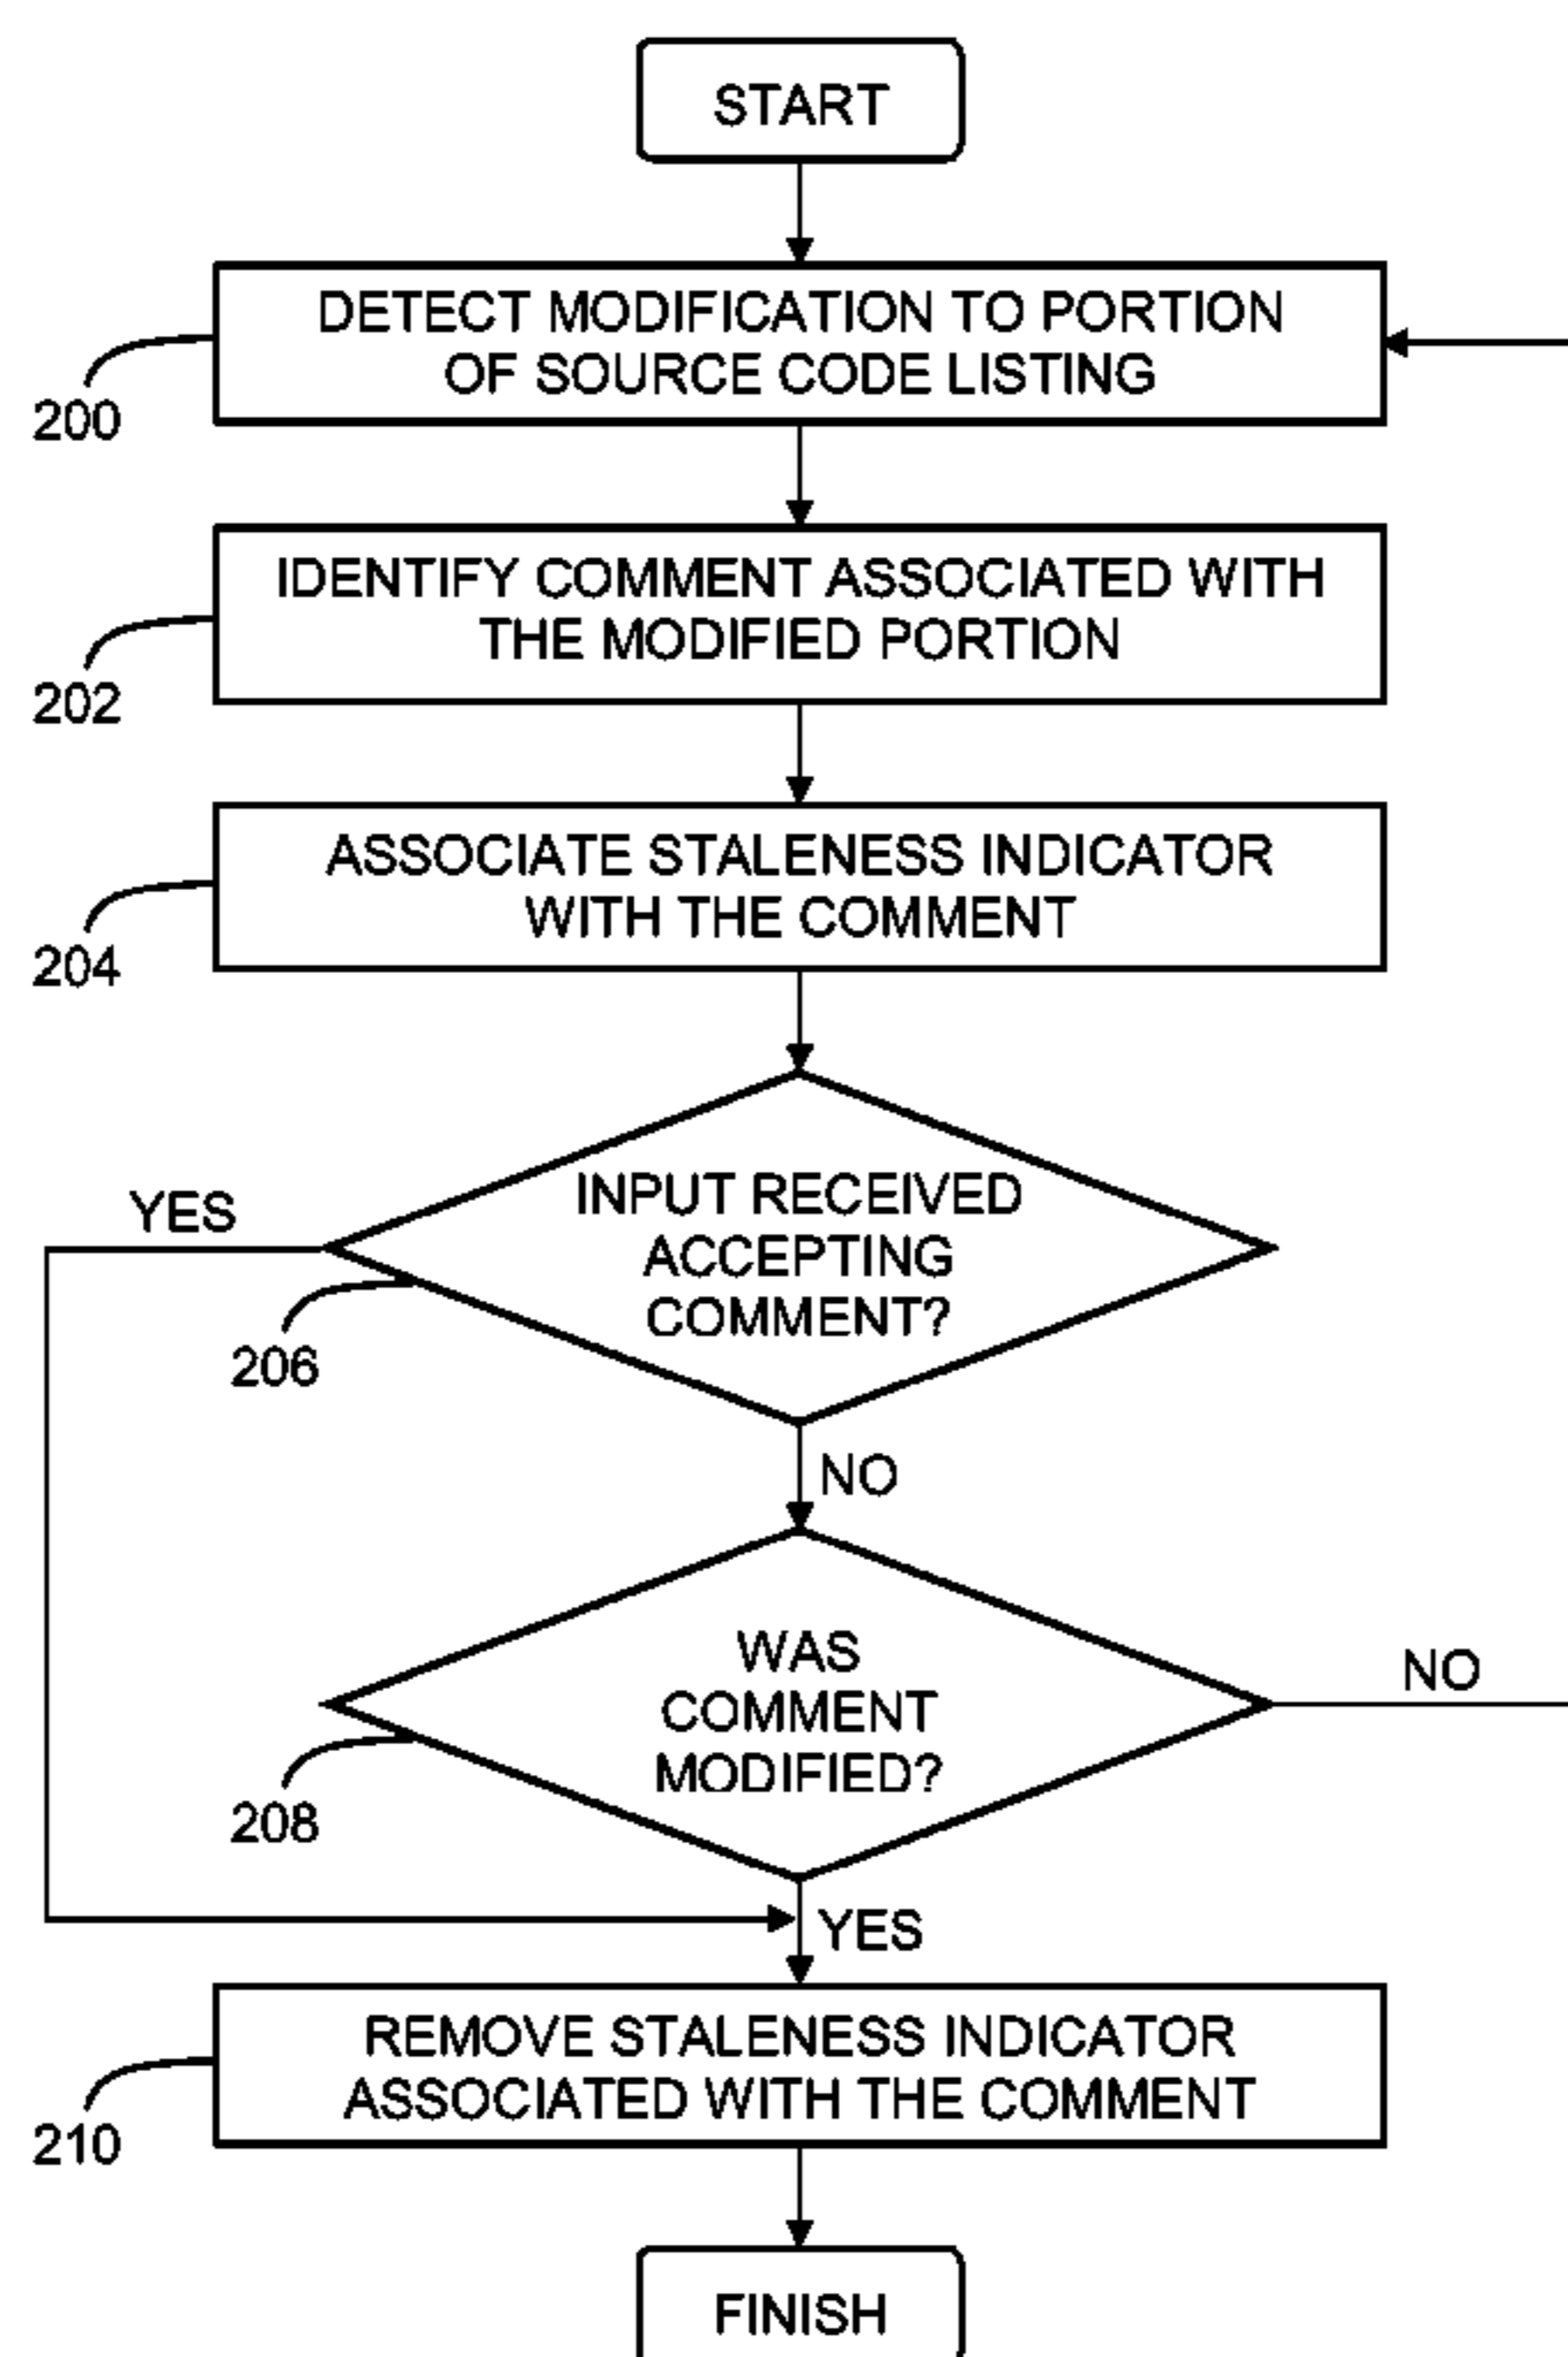 START
DETECT MODIFICATION TO PORTION
OF SOURCE CODE LISTING
200
IDENTIFY COMMENT ASSOCIATED WITH
THE MODIFIED PORTION
202
ASSOCIATE STALENESS INDICATOR
WITH THE COMMENT
204
YES
INPUT RECEIVED
ACCEPTING
COMMENT?
206
NO
WAS
COMMENT
MODIFIED?
NO
208
YES
REMOVE STALENESS INDICATOR
ASSOCIATED WITH THE COMMENT
210
FINISH